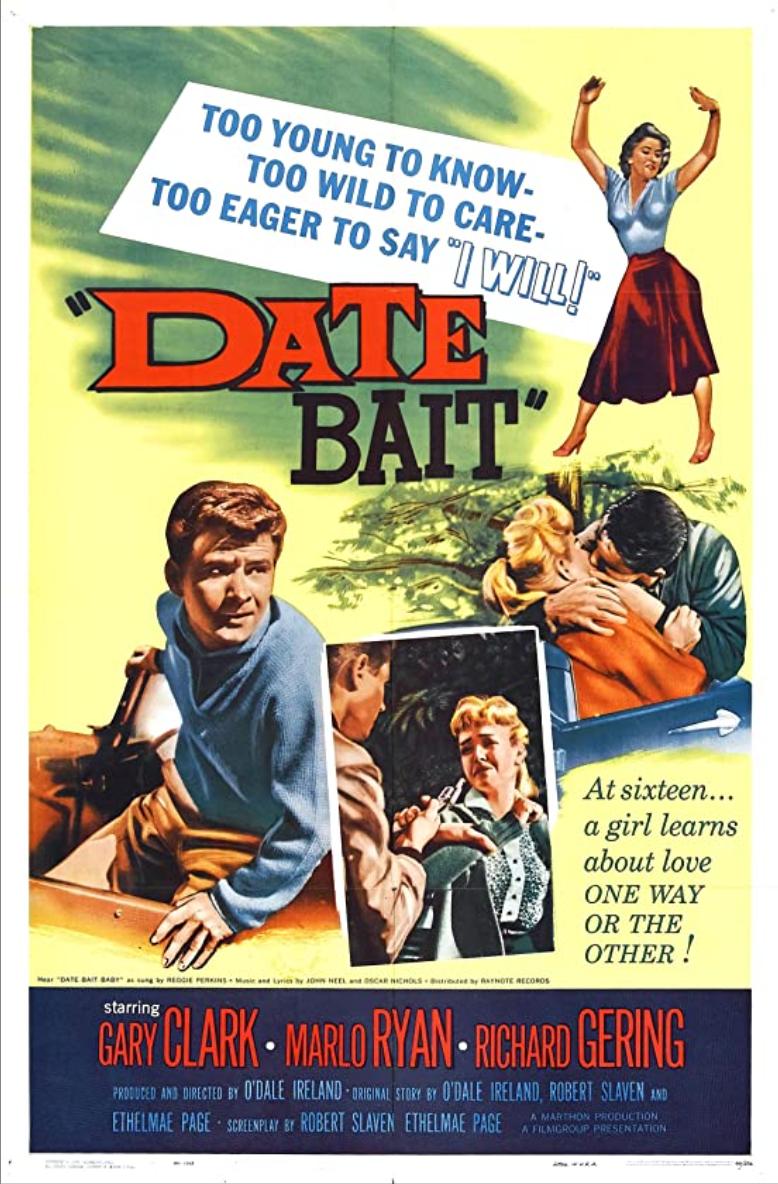 TOO YOUNG TO KNOW-
TOO WILD TO CARE-
TOO EAGER TO SAY "I WILL!"
"DATE
BAIT"
At sixteen...
a girl learns
about love
ONE WAY
OR THE
OTHER!
Hear "DATE BAIT BABY" as sung by REGGIE PERKINS • Music and Lyrics by JOHN NEEL and OSCAR NICHOLS • Distributed by RAYNOTE RECORDS
starring
GARY CLARK • MARLO RYAN • RICHARD GERING
PRODUCED AND DIRECTED BY O'DALE IRELAND • ORIGINAL STORY BY O'DALE IRELAND, ROBERT SLAVEN AND
ETHELMAE PAGE • SCREENPLAY BY ROBERT SLAVEN ETHELMAE PAGE
A MARTHON PRODUCTION
A FILMGROUP PRESENTATION